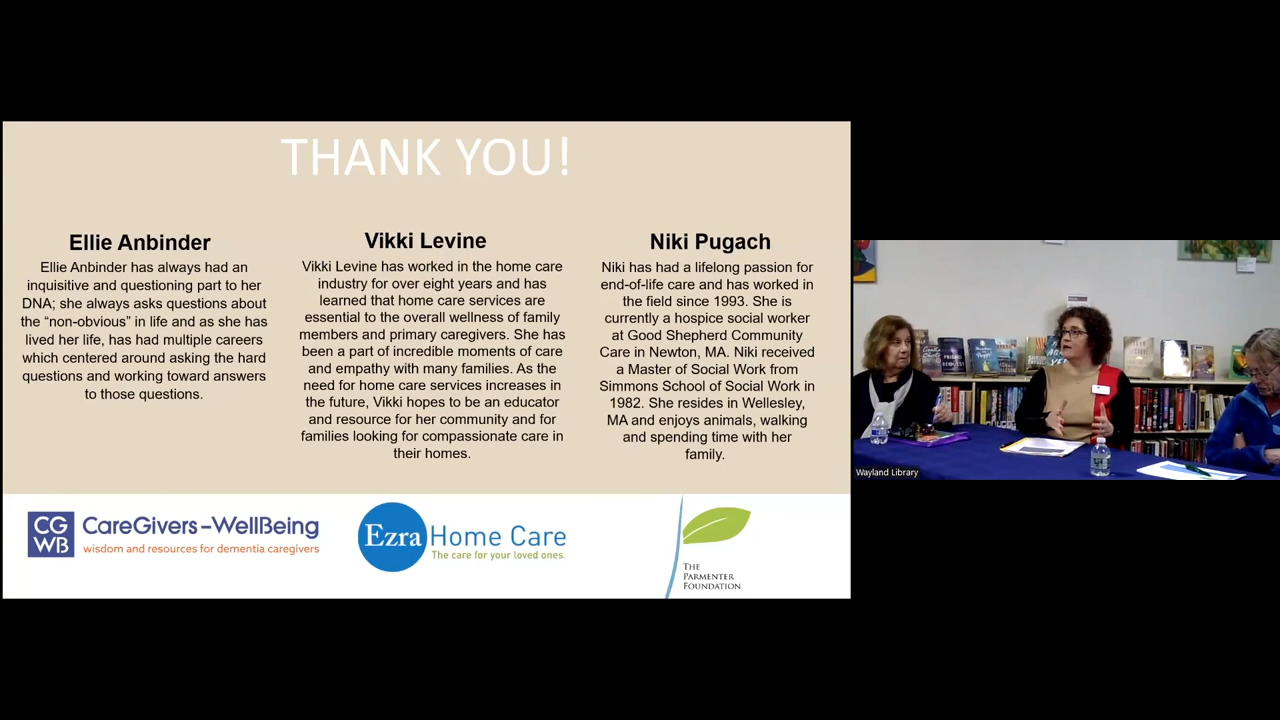 THANK YOU!
Ellie Anbinder
Ellie Anbinder has always had an
inquisitive and questioning part to her
DNA; she always asks questions about
the “non-obvious” in life and as she has
lived her life, has had multiple careers
which centered around asking the hard
questions and working toward answers
to those questions.
Vikki Levine
Vikki Levine has worked in the home care
industry for over eight years and has
learned that home care services are
essential to the overall wellness of family
members and primary caregivers. She has
been a part of incredible moments of care
and empathy with many families. As the
need for home care services increases in
the future, Vikki hopes to be an educator
and resource for her community and for
families looking for compassionate care in
their homes.
Niki Pugach
Niki has had a lifelong passion for
end-of-life care and has worked in
the field since 1993. She is
currently a hospice social worker
at Good Shepherd Community
Care in Newton, MA. Niki received
a Master of Social Work from
Simmons School of Social Work in
1982. She resides in Wellesley,
MA and enjoys animals, walking
and spending time with her
family.
CG
WB
CareGivers-WellBeing
wisdom and resources for dementia caregivers
Ezra Home Care
The care for your loved ones.
THE
PARMENTER
FOUNDATION
Wayland Library